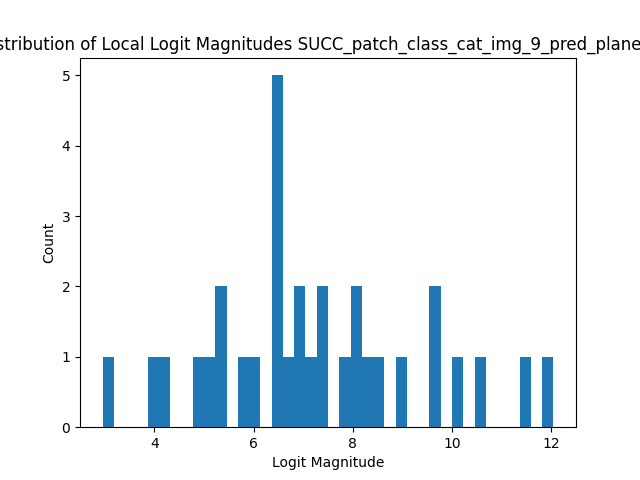 stribution of Local Logit Magnitudes SUCC_patch_class_cat_img_9_pred_plane
5
4
3
2
1
0
Count
4 6 8 10 12
Logit Magnitude